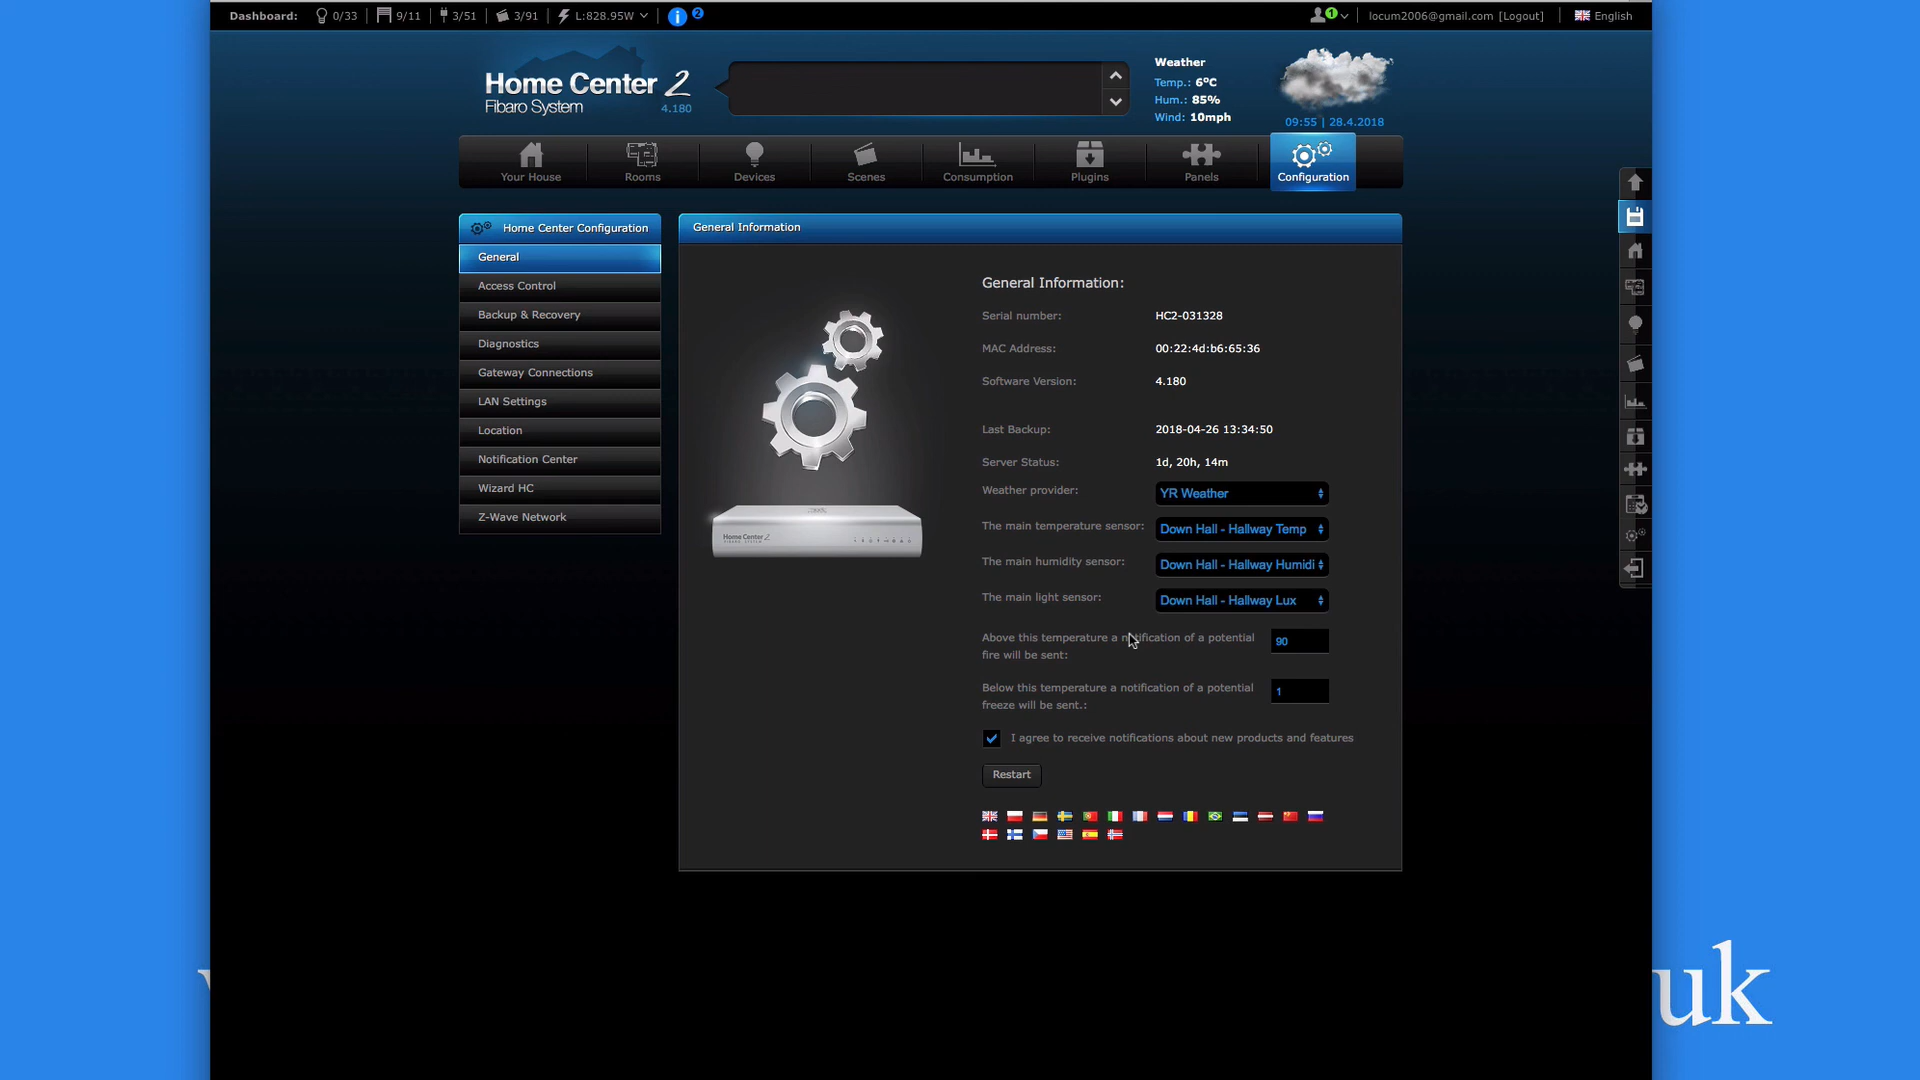 Dashboard: 0/33 9/11 3/51 3/91 L:828.95W i 2 1 locum2006@gmail.com [Logout] English
Home Center 2
Fibaro System 4.180
Weather
Temp.: 6ºC
Hum.: 85%
Wind: 10mph
09:55 | 28.4.2018
Your House Rooms Devices Scenes Consumption Plugins Panels Configuration
Home Center Configuration
General
Access Control
Backup & Recovery
Diagnostics
Gateway Connections
LAN Settings
Location
Notification Center
Wizard HC
Z-Wave Network
General Information
Home Center 2
General Information:
Serial number: HC2-031328
MAC Address: 00:22:4d:b6:65:36
Software Version: 4.180
Last Backup: 2018-04-26 13:34:50
Server Status: 1d, 20h, 14m
Weather provider: YR Weather
The main temperature sensor: Down Hall - Hallway Temp
The main humidity sensor: Down Hall - Hallway Humidi
The main light sensor: Down Hall - Hallway Lux
Above this temperature a notification of a potential
fire will be sent: 90
Below this temperature a notification of a potential
freeze will be sent.: 1
I agree to receive notifications about new products and features
Restart
uk